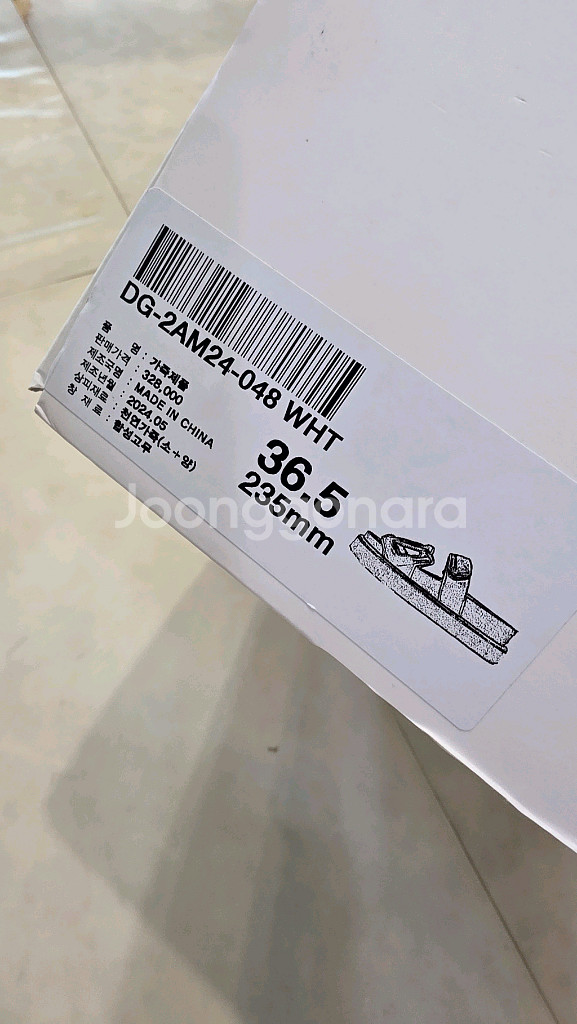 DG-2AM24-048 WHT
품 명 : 가죽제품
판매가격 : 328.000
제조국명 : MADE IN CHINA
제조년월 : 2024.05
상피재료 : 천연가죽(소+양)
창 재 료 : 합성고무
36.5
235mm
Joonggonara